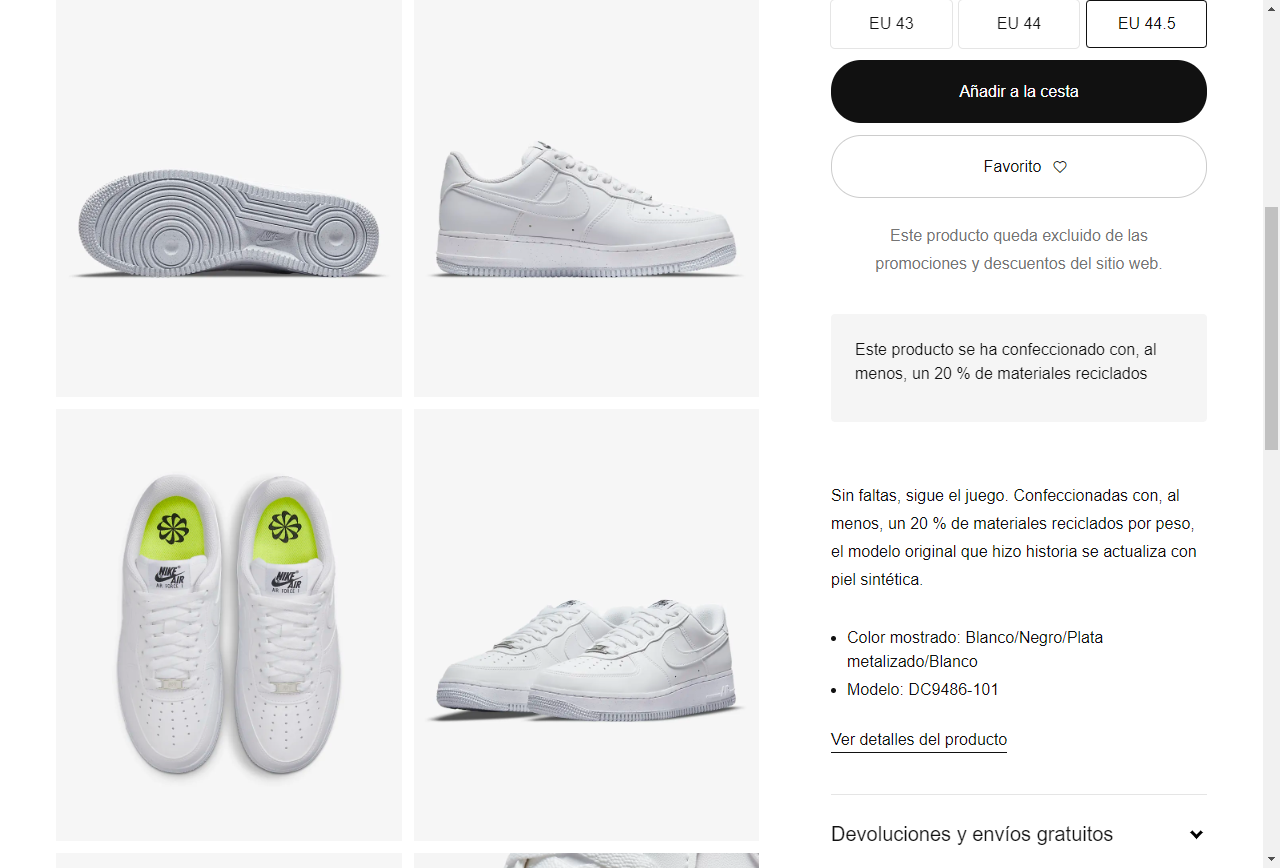 EU 43
EU 44
EU 44.5
Añadir a la cesta
Favorito
Este producto queda excluido de las
promociones y descuentos del sitio web.
Este producto se ha confeccionado con, al
menos, un 20 % de materiales reciclados
NIKE
AIR
AIR FORCE 1
NIKE
AIR
AIR FORCE 1
Sin faltas, sigue el juego. Confeccionadas con, al
menos, un 20 % de materiales reciclados por peso,
el modelo original que hizo historia se actualiza con
piel sintética.
Color mostrado: Blanco/Negro/Plata
metalizado/Blanco
Modelo: DC9486-101
Ver detalles del producto
Devoluciones y envíos gratuitos